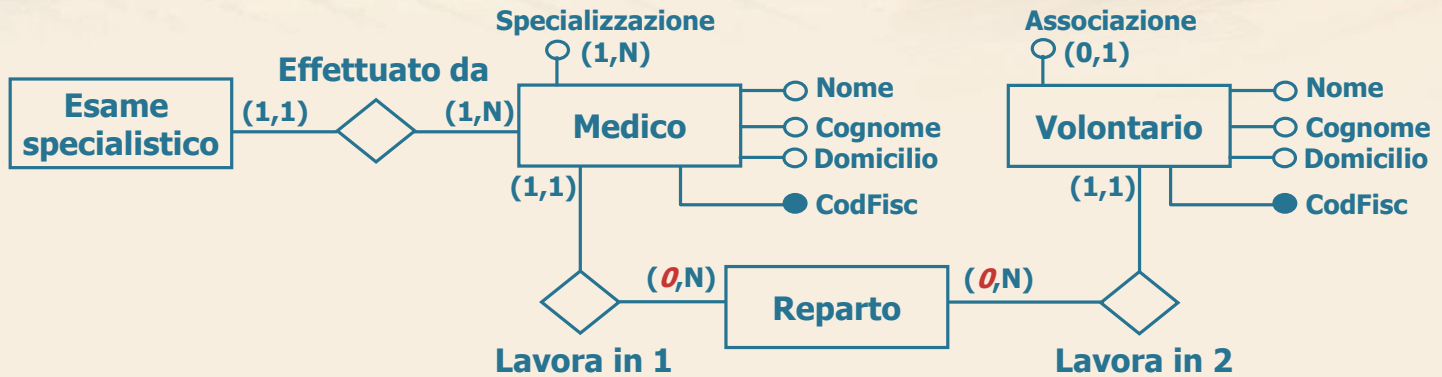 Specializzazione
(1,N)
Associazione
(0,1)
Effettuato da
Esame
specialistico
(1,1)
(1,N)
Medico
Nome
Cognome
Domicilio
CodFisc
Volontario
Nome
Cognome
Domicilio
CodFisc
(1,1)
(1,1)
(0,N)
Reparto
(0,N)
Lavora in 1
Lavora in 2